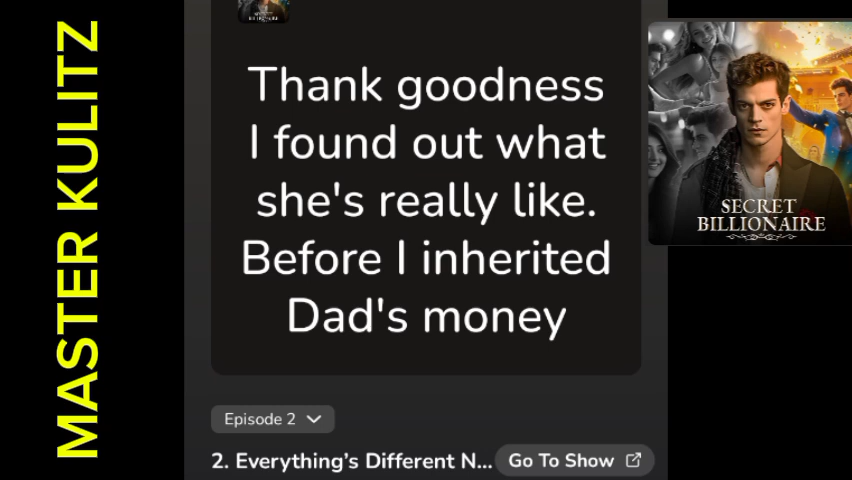 MASTER KULITZ
Thank goodness
I found out what
she's really like.
Before I inherited
Dad's money
Episode 2
2. Everything's Different N...
Go To Show
SECRET
BILLIONAIRE